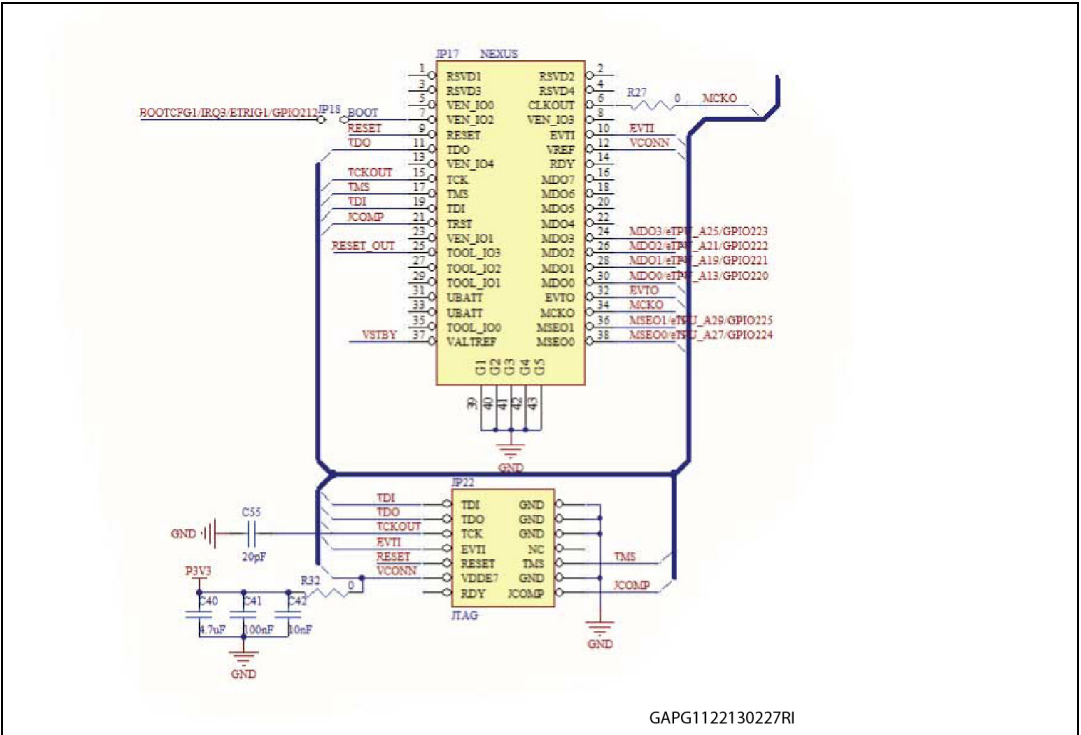 JP17 NEXUS
1 RSVD1 RSVD2 2
3 RSVD3 RSVD4 4
5 VEN_IO0 CLKOUT 6 R27 0 MCKO
BOOTCFG1/IRQ3/ETRIG1/GPIO212 JP18 BOOT 7 VEN_IO2 VEN_IO3 8
RESET 9 RESET EVTI 10 EVTI
TDO 11 TDO VREF 12 VCONN
13 VEN_IO4 RDY 14
TCKOUT 15 TCK MDO7 16
TMS 17 TMS MDO6 18
TDI 19 TDI MDO5 20
JCOMP 21 TRST MDO4 22
23 VEN_IO1 MDO3 24 MDO3/eTPU_A25/GPIO223
RESET_OUT 25 TOOL_IO3 MDO2 26 MDO2/eTPU_A21/GPIO222
27 TOOL_IO2 MDO1 28 MDO1/eTPU_A19/GPIO221
29 TOOL_IO1 MDO0 30 MDO0/eTPU_A13/GPIO220
31 UBATT EVTO 32 EVTO
33 UBATT MCKO 34 MCKO
35 TOOL_IO0 MSEO1 36 MSEO1/eTPU_A29/GPIO225
VSTBY 37 VALTREF MSEO0 38 MSEO0/eTPU_A27/GPIO224
G1 G2 G3 G4 G5
39 40 41 42 43
GND
JP22
TDI TDI GND
TDO TDO GND
C55 TCKOUT TCK GND
GND 20pF EVTI EVTI NC
RESET RESET TMS TMS
P3V3 R32 0 VCONN VDDE7 GND
RDY JCOMP JCOMP
C40 C41 C42
4.7uF 100nF 10nF
JTAG
GND
GND
GAPG1122130227RI